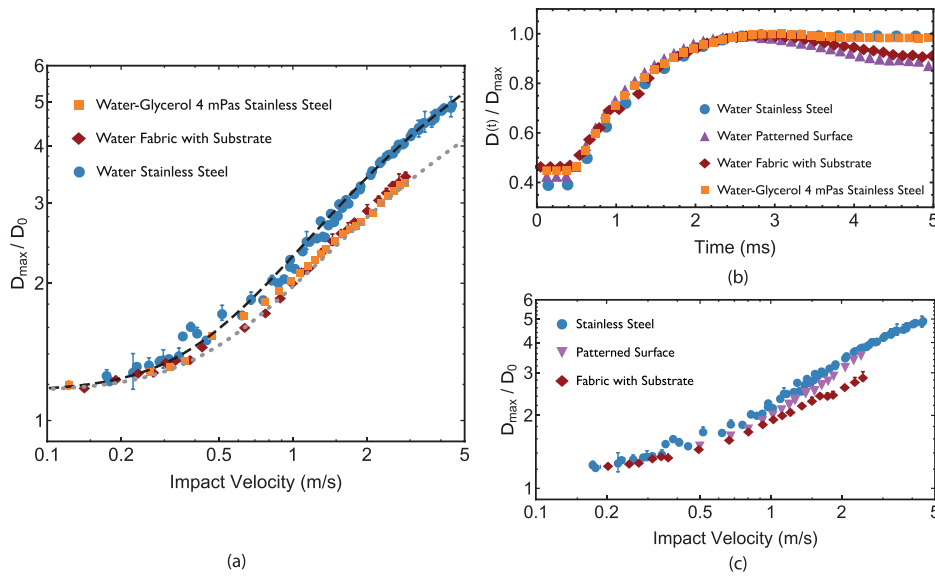 6
5
4
3
2
1
D_max / D_0
Water-Glycerol 4 mPas Stainless Steel
Water Fabric with Substrate
Water Stainless Steel
0.1
0.2
0.5
1
2
5
Impact Velocity (m/s)
(a)
1.0
0.8
0.6
0.4
D(t) / D_max
Water Stainless Steel
Water Patterned Surface
Water Fabric with Substrate
Water-Glycerol 4 mPas Stainless Steel
0
1
2
3
4
5
Time (ms)
(b)
6
5
4
3
2
1
D_max / D_0
Stainless Steel
Patterned Surface
Fabric with Substrate
0.1
0.2
0.5
1
2
5
Impact Velocity (m/s)
(c)